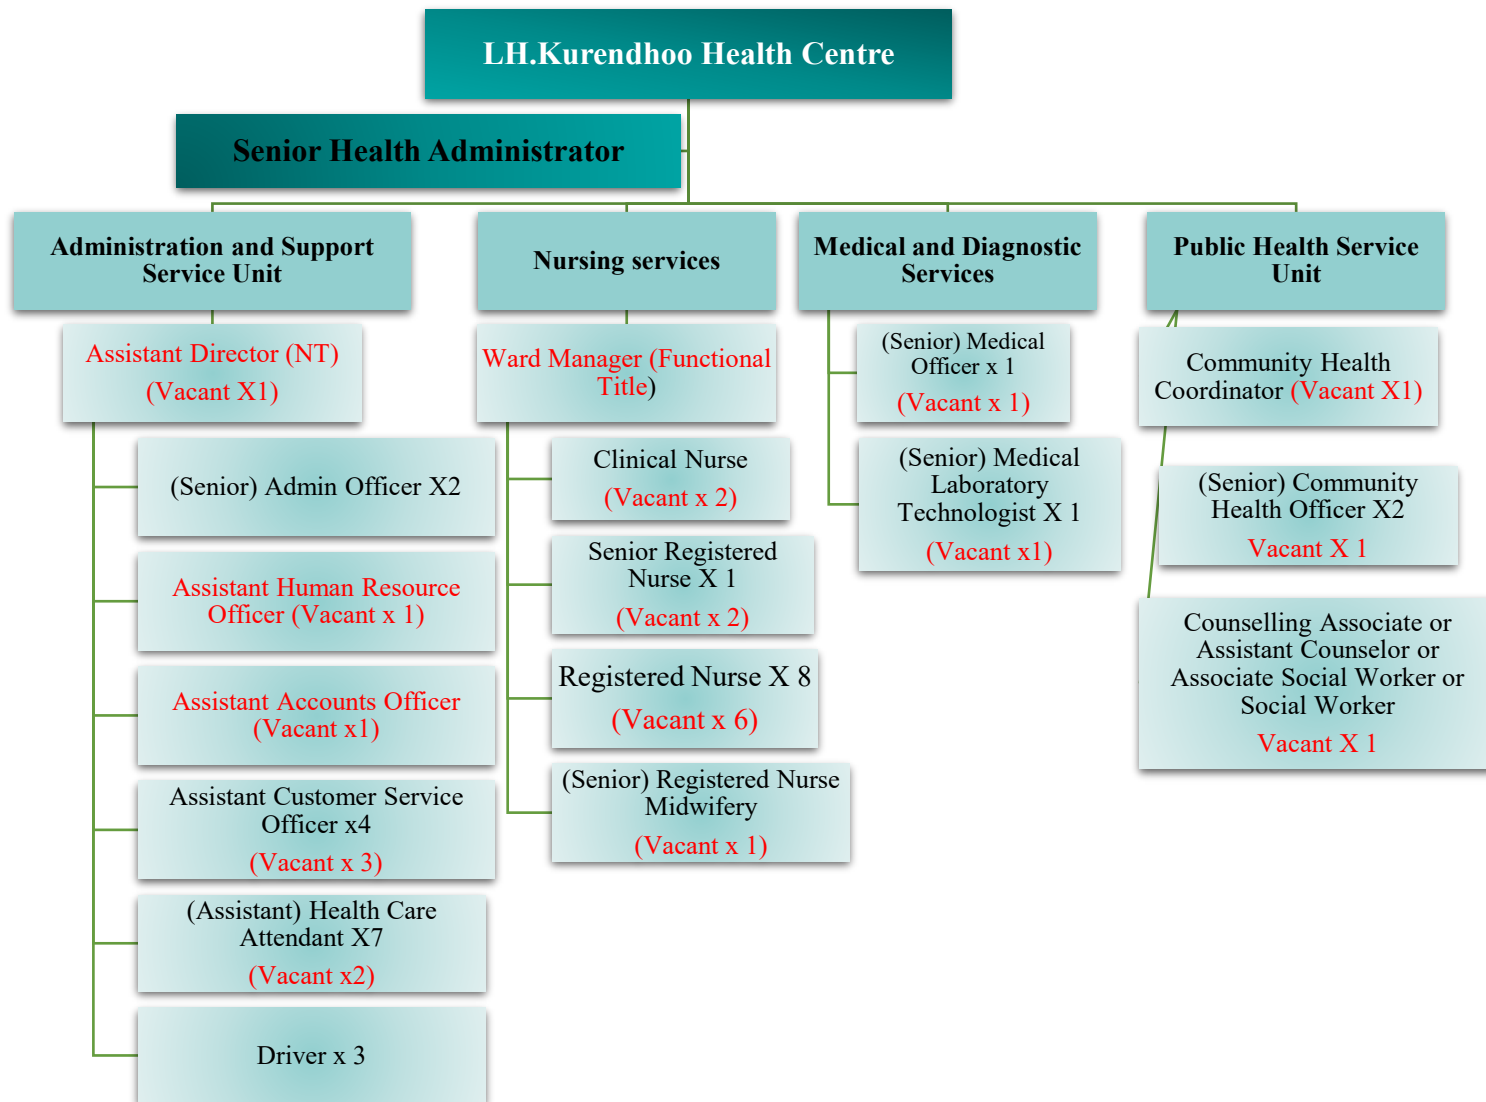 LH.Kurendhoo Health Centre
Senior Health Administrator
Administration and Support
Service Unit
Assistant Director (NT)
(Vacant X1)
(Senior) Admin Officer X2
Assistant Human Resource
Officer (Vacant x 1)
Assistant Accounts Officer
(Vacant x1)
Assistant Customer Service
Officer x4
(Vacant x 3)
(Assistant) Health Care
Attendant X7
(Vacant x2)
Driver x 3
Nursing services
Ward Manager (Functional
Title)
Clinical Nurse
(Vacant x 2)
Senior Registered
Nurse X 1
(Vacant x 2)
Registered Nurse X 8
(Vacant x 6)
(Senior) Registered Nurse
Midwifery
(Vacant x 1)
Medical and Diagnostic
Services
(Senior) Medical
Officer x 1
(Vacant x 1)
(Senior) Medical
Laboratory
Technologist X 1
(Vacant x1)
Public Health Service
Unit
Community Health
Coordinator (Vacant X1)
(Senior) Community
Health Officer X2
Vacant X 1
Counselling Associate or
Assistant Counselor or
Associate Social Worker or
Social Worker
Vacant X 1